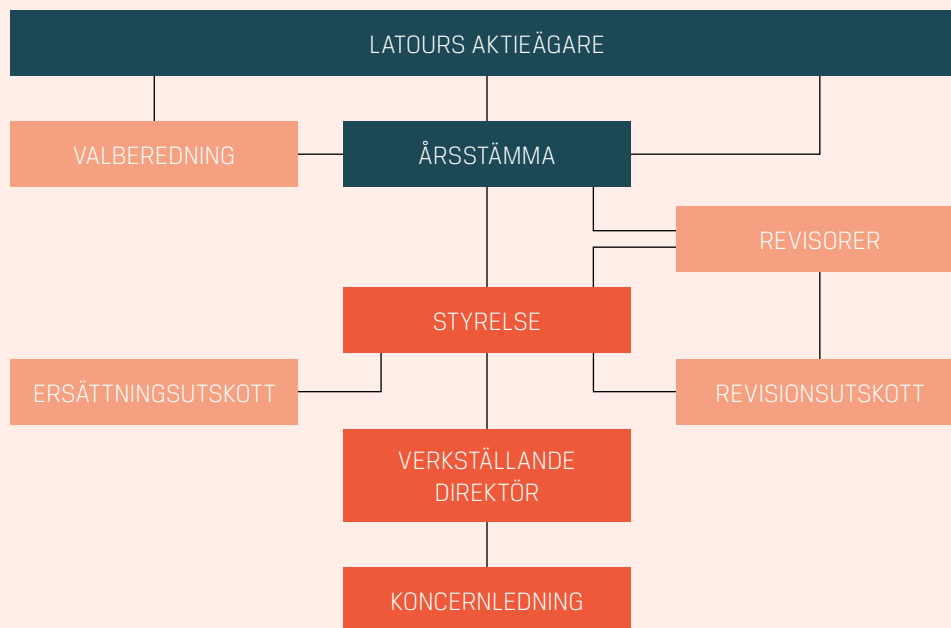 LATOURS AKTIEÄGARE
VALBEREDNING
ÅRSSTÄMMA
REVISORER
STYRELSE
ERSÄTTNINGSUTSKOTT
REVISIONSUTSKOTT
VERKSTÄLLANDE
DIREKTÖR
KONCERNLEDNING